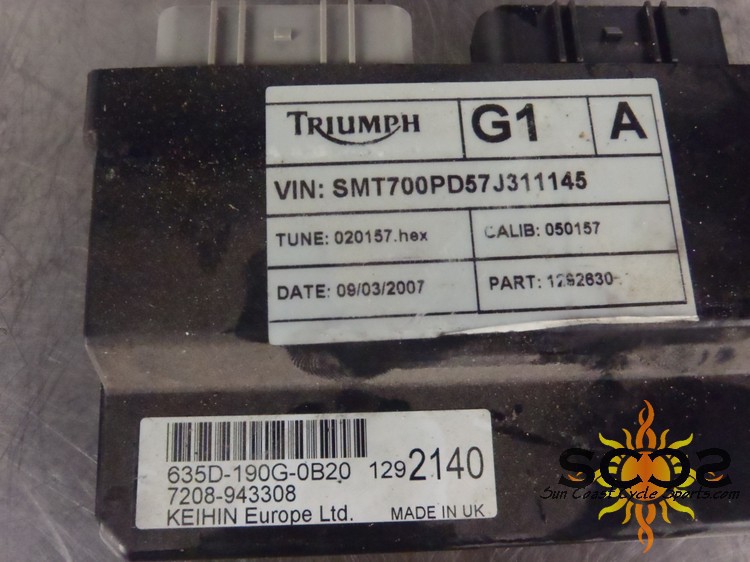 TRIUMPH G1 A
VIN: SMT700PD57J311145
TUNE: 020157.hex CALIB: 050157
DATE: 09/03/2007 PART: 1292630
635D-190G-0B20 1292140
7208-943308
KEIHIN Europe Ltd. MADE IN UK
SCCS
Sun Coast Cycle Sports.com